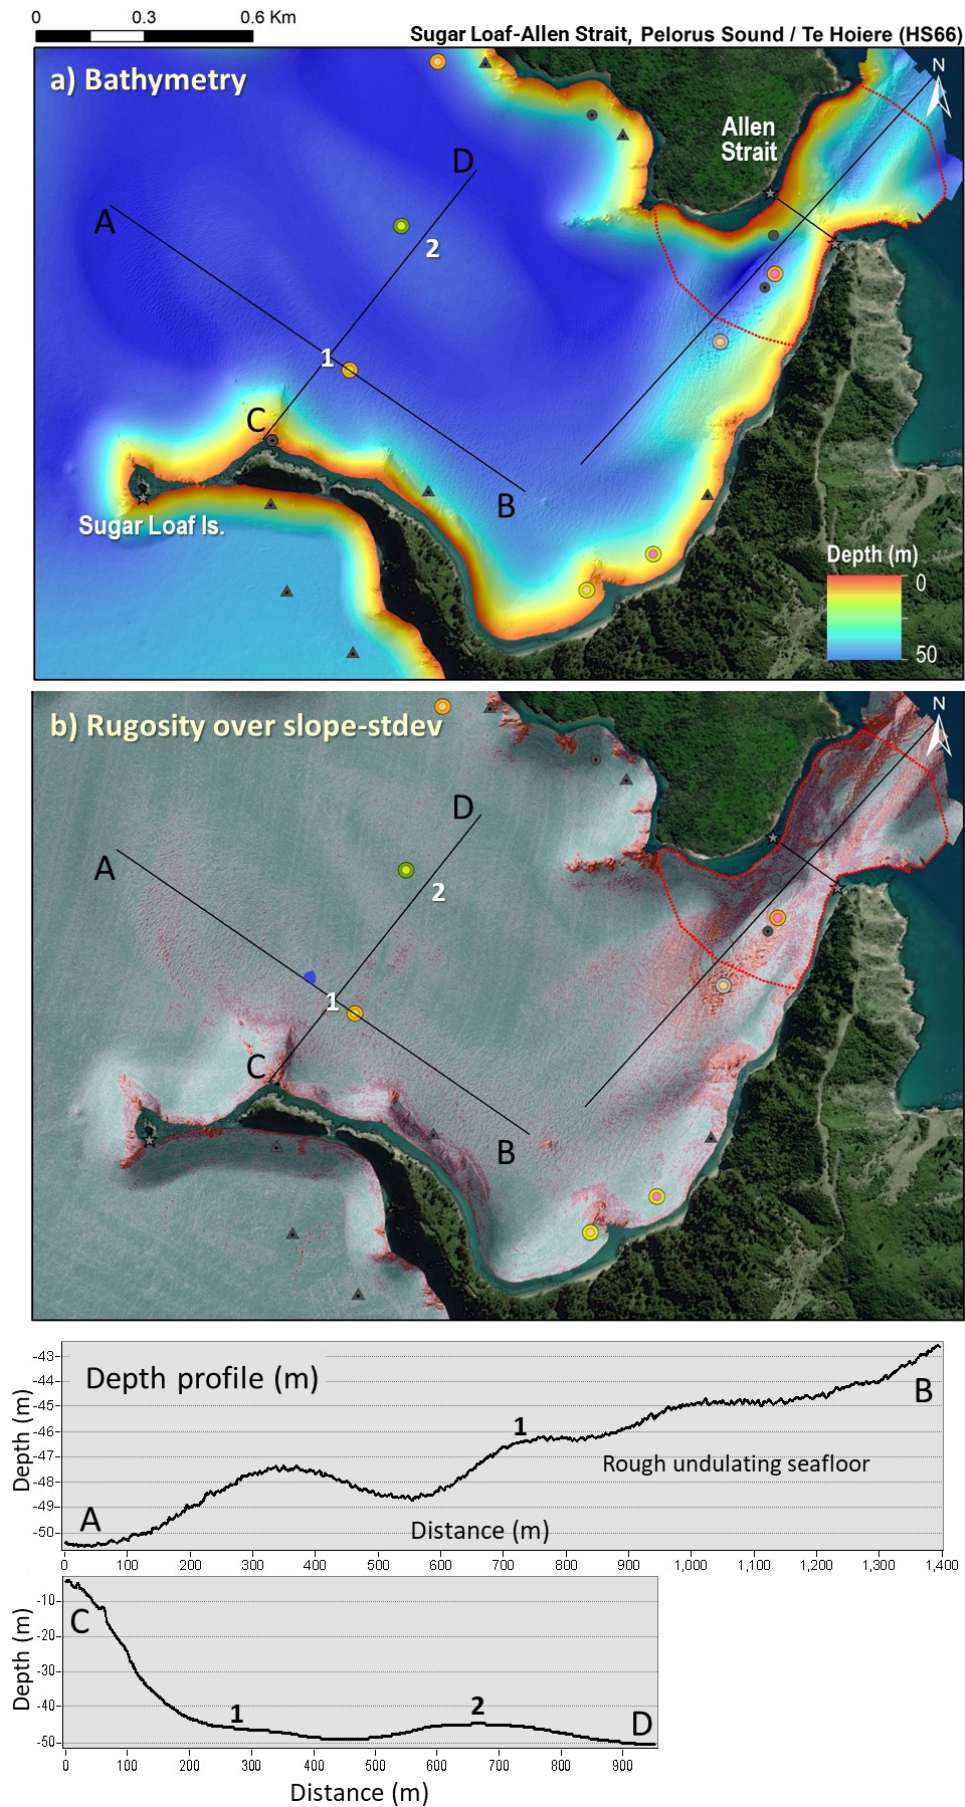 0 0.3 0.6 Km
Sugar Loaf-Allen Strait, Pelorus Sound / Te Hoiere (HS66)
a) Bathymetry
N
Allen
Strait
D
A
2
1
C
B
Sugar Loaf Is.
Depth (m)
0
50
b) Rugosity over slope-stdev
N
D
A
2
1
C
B
Depth profile (m)
Depth (m)
-43
-44
-45
-46
-47
-48
-49
-50
A
1
B
Rough undulating seafloor
Distance (m)
0 100 200 300 400 500 600 700 800 900 1,000 1,100 1,200 1,300 1,400
Depth (m)
-10
-20
-30
-40
-50
C
1
2
D
0 100 200 300 400 500 600 700 800 900
Distance (m)